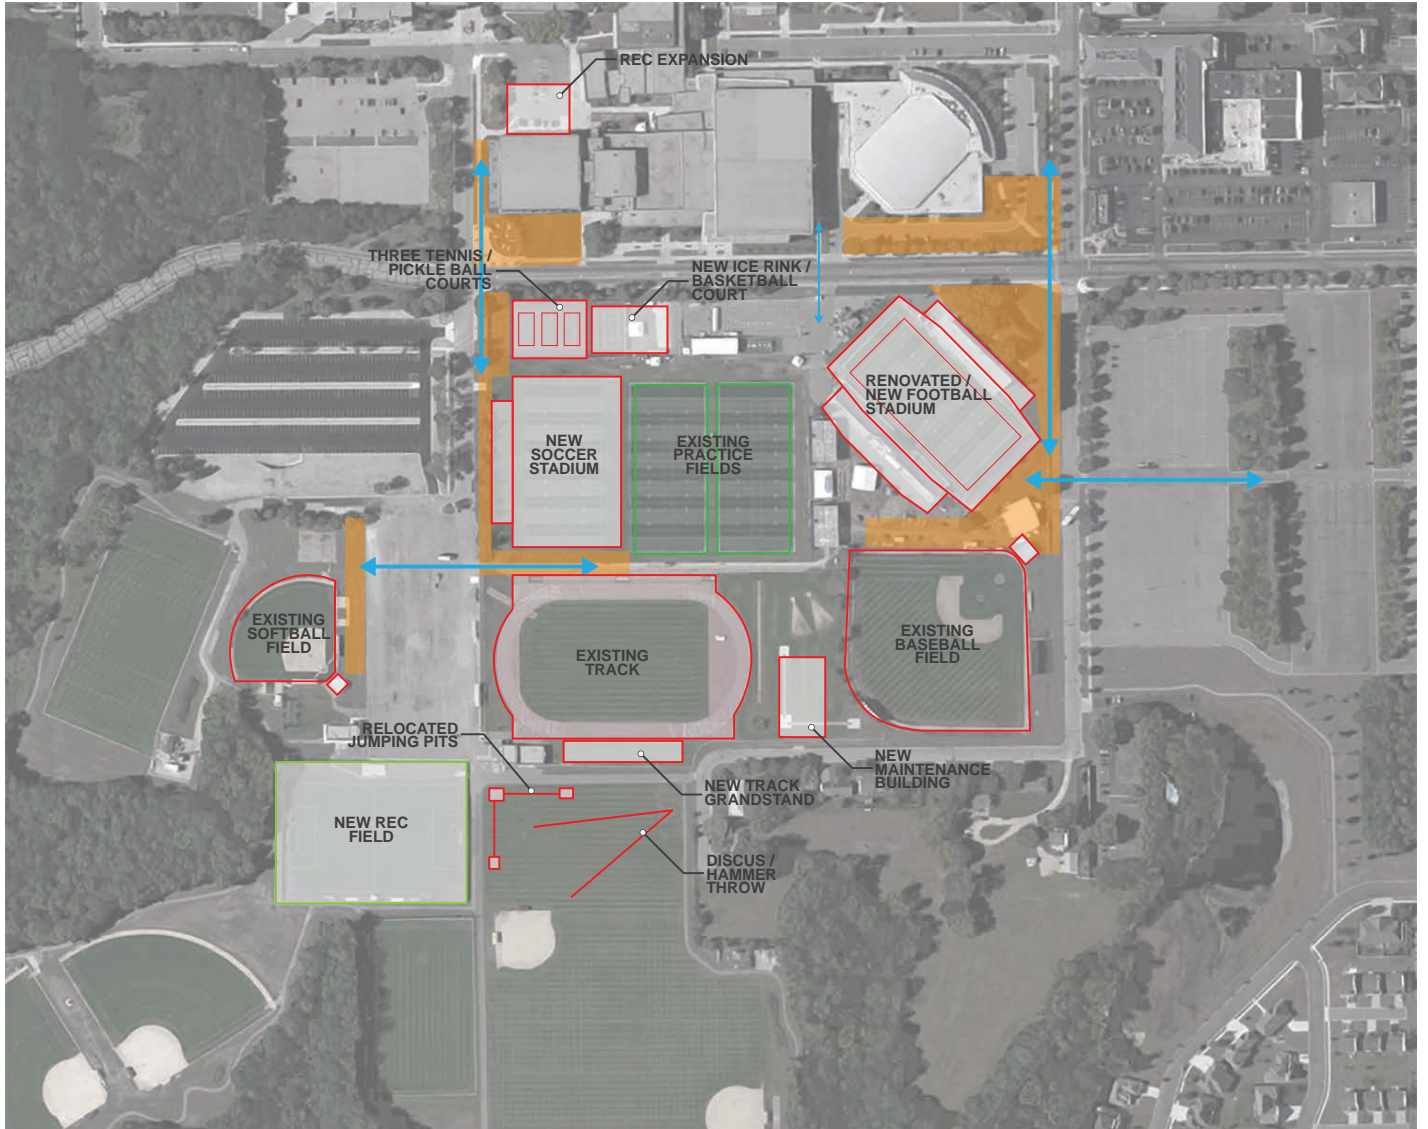 REC EXPANSION
THREE TENNIS /
PICKLE BALL
COURTS
NEW ICE RINK /
BASKETBALL
COURT
RENOVATED /
NEW FOOTBALL
STADIUM
NEW
SOCCER
STADIUM
EXISTING
PRACTICE
FIELDS
EXISTING
SOFTBALL
FIELD
EXISTING
TRACK
EXISTING
BASEBALL
FIELD
RELOCATED
JUMPING PITS
NEW TRACK
GRANDSTAND
NEW
MAINTENANCE
BUILDING
NEW REC
FIELD
DISCUS /
HAMMER
THROW